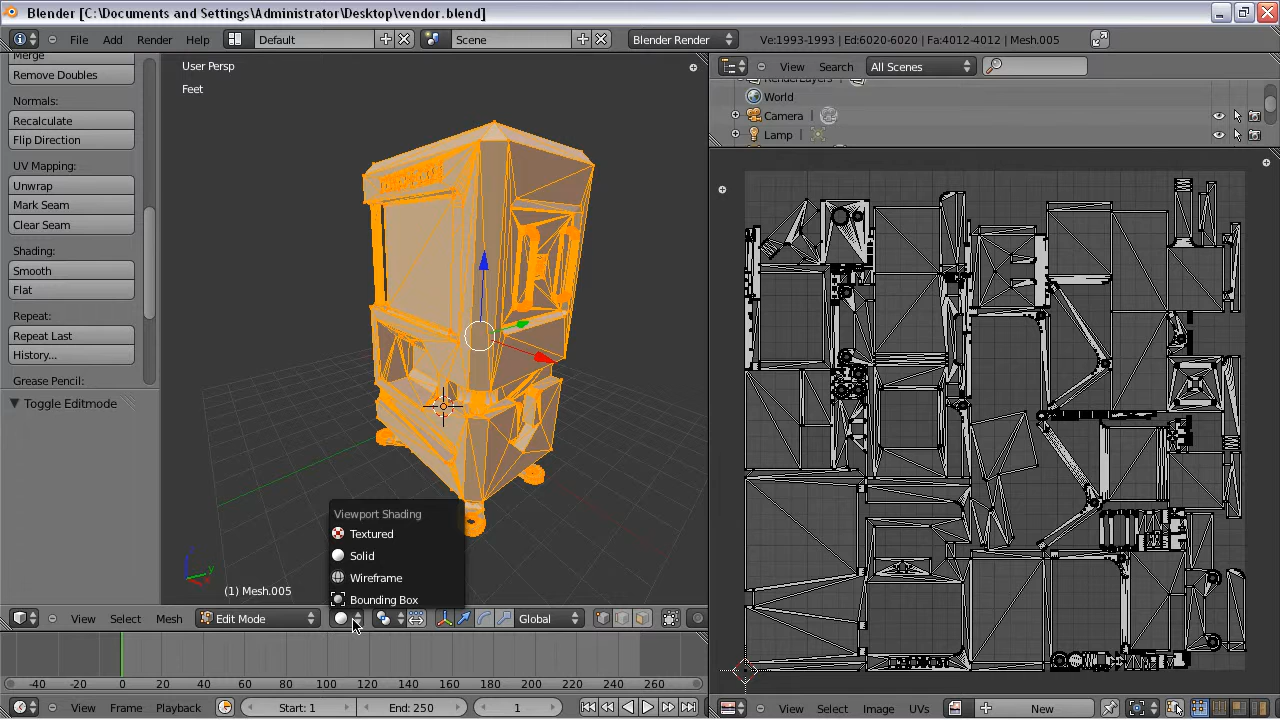 Blender [C:\Documents and Settings\Administrator\Desktop\vendor.blend]
File Add Render Help Default Scene Blender Render Ve:1993-1993 | Ed:6020-6020 | Fa:4012-4012 | Mesh.005
Merge
Remove Doubles
Normals:
Recalculate
Flip Direction
UV Mapping:
Unwrap
Mark Seam
Clear Seam
Shading:
Smooth
Flat
Repeat:
Repeat Last
History...
Grease Pencil:
Toggle Editmode
User Persp
Feet
Viewport Shading
Textured
Solid
Wireframe
Bounding Box
(1) Mesh.005
View Select Mesh Edit Mode Global
-40 -20 0 20 40 60 80 100 120 140 160 180 200 220 240 260
View Frame Playback Start: 1 End: 250 1
View Search All Scenes
RenderLayers
World
Camera
Lamp
View Select Image UVs New